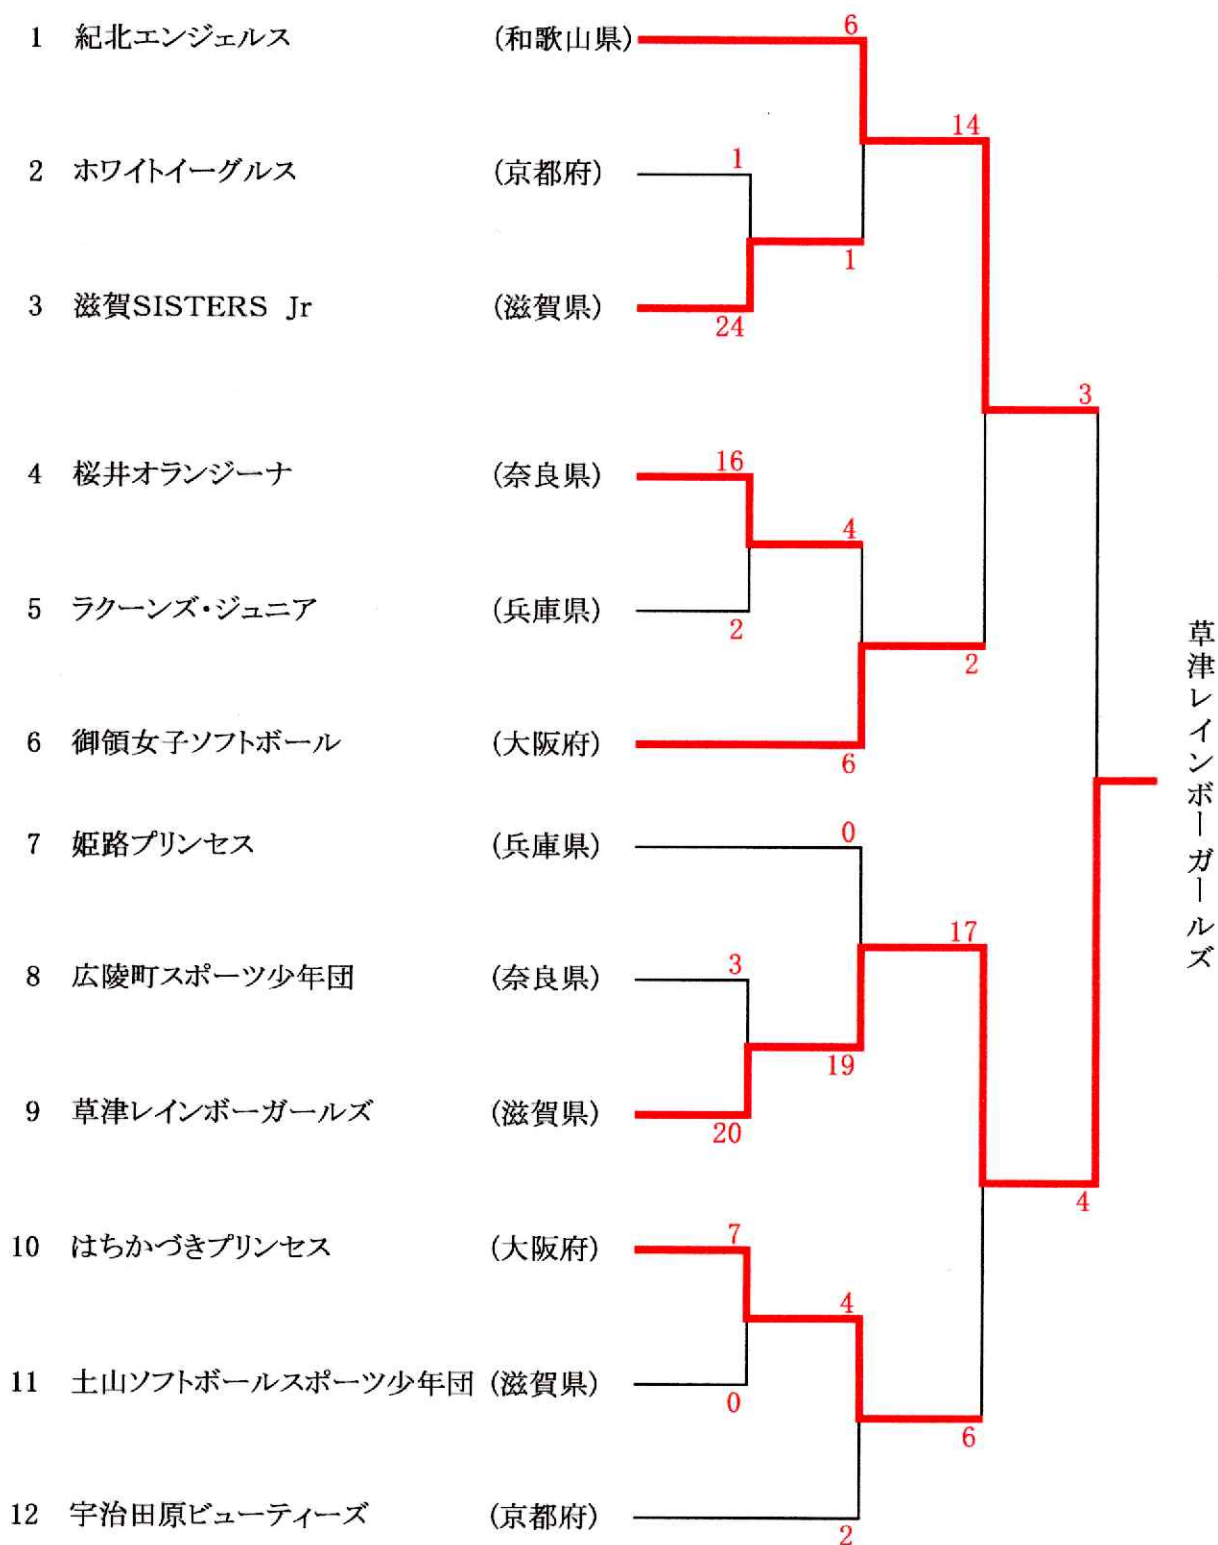 6
1 紀北エンジェルス (和歌山県)
14
1
2 ホワイトイーグルス (京都府)
1
3 滋賀SISTERS Jr (滋賀県)
24
3
16
4 桜井オランジーナ (奈良県)
4
5 ラクーンズ・ジュニア (兵庫県)
2
2
6 御領女子ソフトボール (大阪府)
6
草津レインボーガールズ
0
7 姫路プリンセス (兵庫県)
17
3
8 広陵町スポーツ少年団 (奈良県)
19
9 草津レインボーガールズ (滋賀県)
20
4
7
10 はちかづきプリンセス (大阪府)
4
11 土山ソフトボールスポーツ少年団 (滋賀県)
0
6
12 宇治田原ビューティーズ (京都府)
2